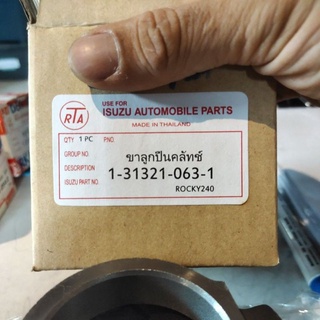 USE FOR
RTA
ISUZU AUTOMOBILE PARTS
MADE IN THAILAND
QTY. 1 PC PNO.
GROUP NO. ขาลูกปืนคลัทช์
DESCRIPTION 1-31321-063-1
ISUZU PART NO. ROCKY240